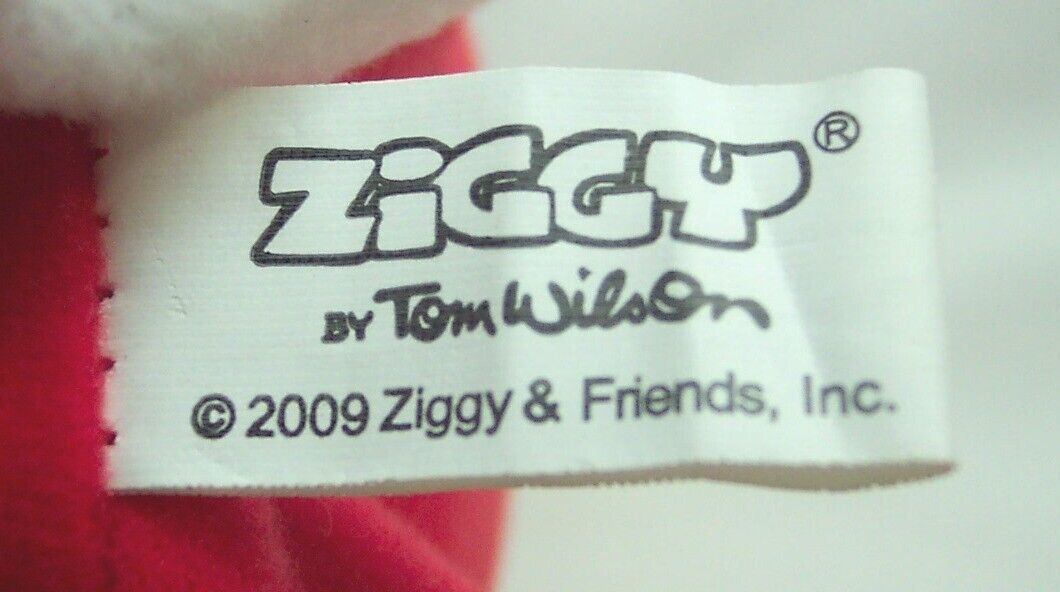 ZiGGY®
BY Tom Wilson
© 2009 Ziggy & Friends, Inc.